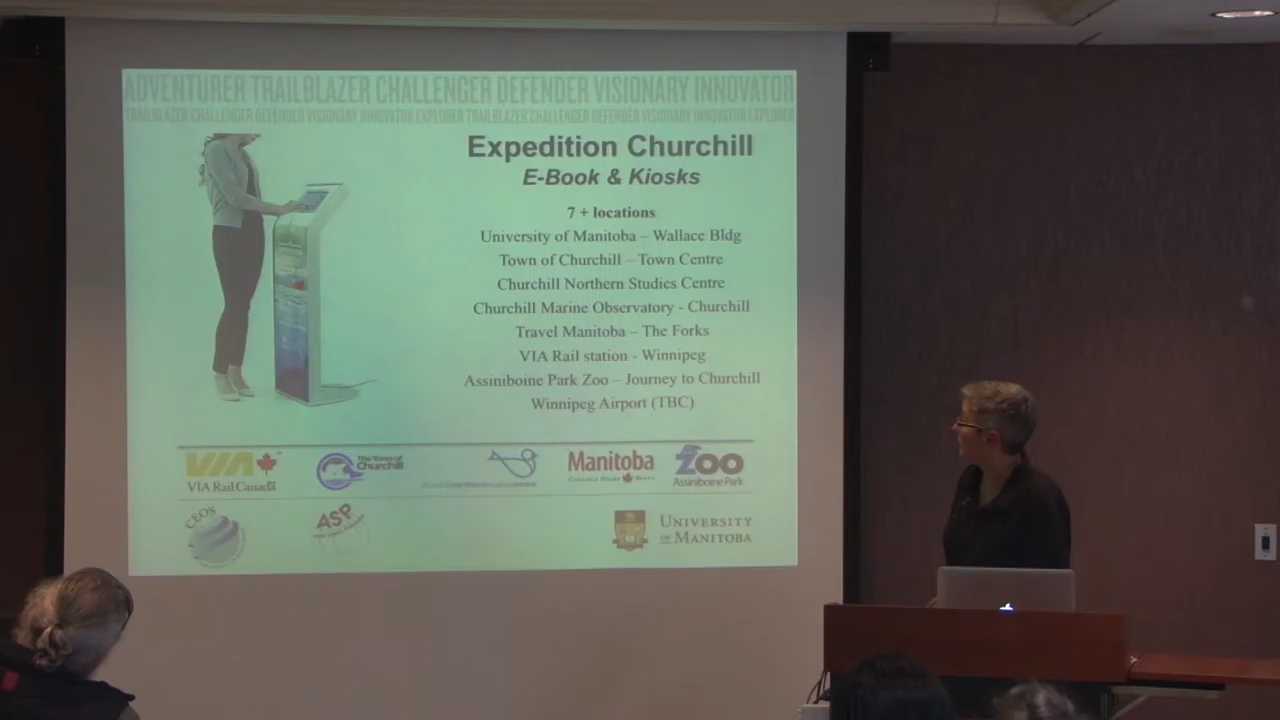 ADVENTURER TRAILBLAZER CHALLENGER DEFENDER VISIONARY INNOVATOR
TRAILBLAZER CHALLENGER DEFENDER VISIONARY INNOVATOR EXPLORER TRAILBLAZER CHALLENGER DEFENDER VISIONARY INNOVATOR EXPLORER
Expedition Churchill
E-Book & Kiosks
7 + locations
University of Manitoba – Wallace Bldg
Town of Churchill – Town Centre
Churchill Northern Studies Centre
Churchill Marine Observatory - Churchill
Travel Manitoba – The Forks
VIA Rail station - Winnipeg
Assiniboine Park Zoo – Journey to Churchill
Winnipeg Airport (TBC)
VIA
VIA Rail Canada
The Town of
Churchill
Manitoba
ZOO
Assiniboine Park
CEOS
ASP
UNIVERSITY
OF MANITOBA